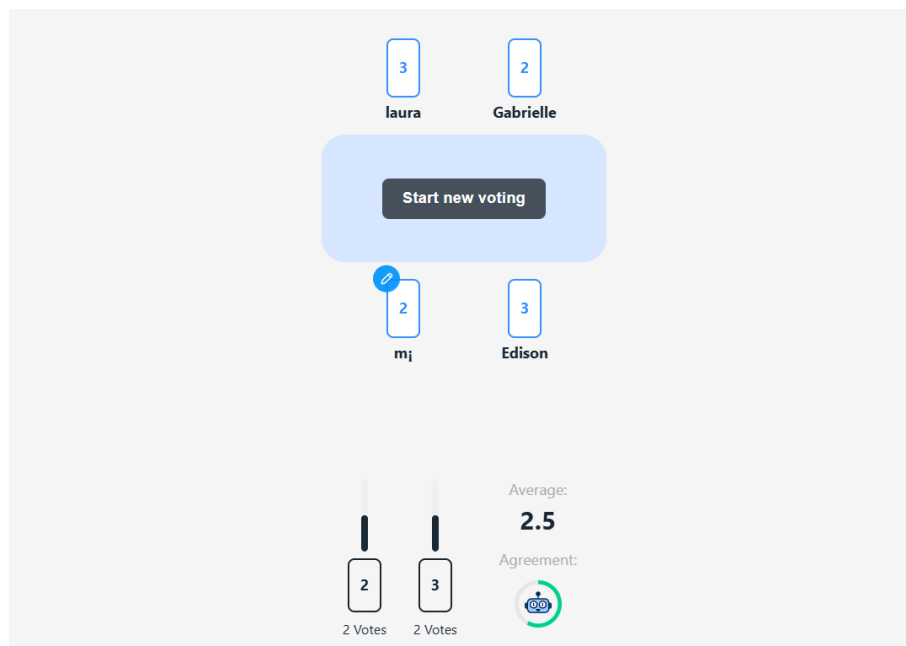 3 2
laura Gabrielle
Start new voting
2 3
m¡ Edison
Average:
2.5
Agreement:
2 3
2 Votes 2 Votes